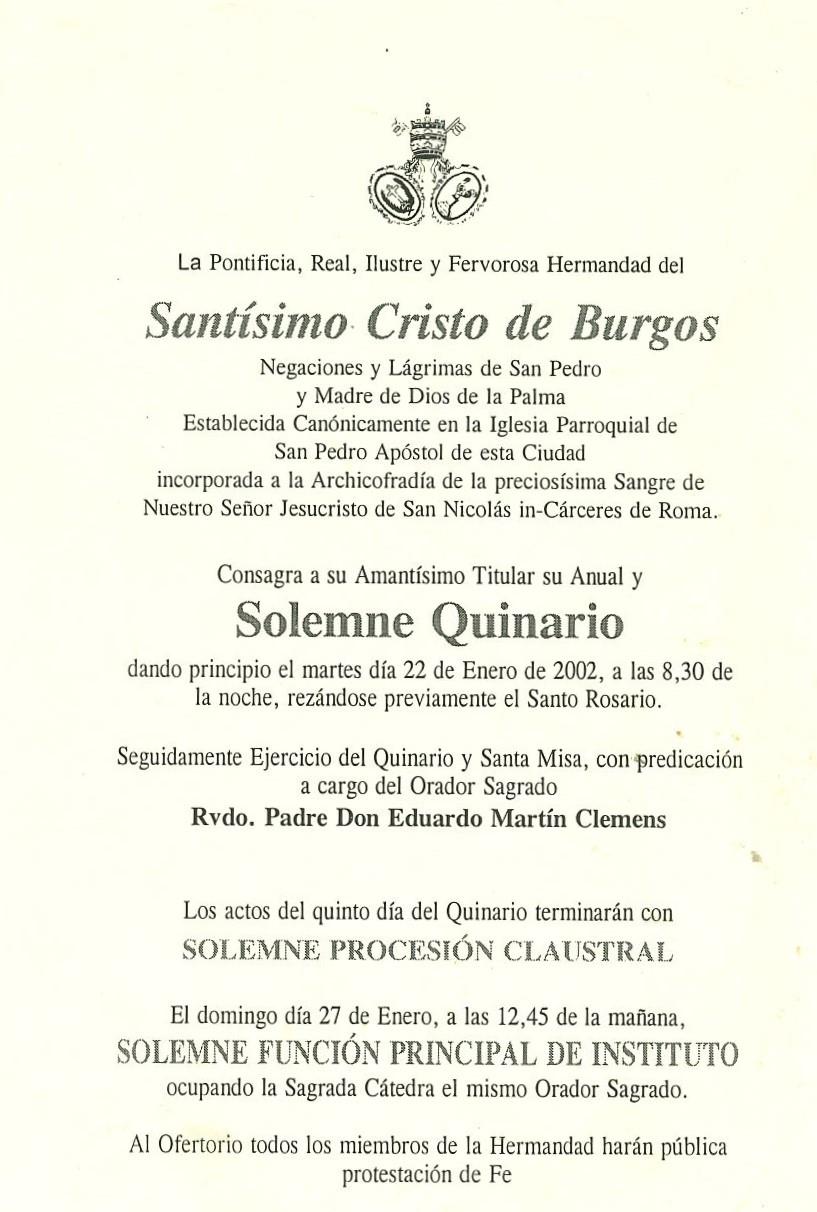 La Pontificia, Real, Ilustre y Fervorosa Hermandad del
Santísimo Cristo de Burgos
Negaciones y Lágrimas de San Pedro
y Madre de Dios de la Palma
Establecida Canónicamente en la Iglesia Parroquial de
San Pedro Apóstol de esta Ciudad
incorporada a la Archicofradía de la preciosísima Sangre de
Nuestro Señor Jesucristo de San Nicolás in-Cárceres de Roma.
Consagra a su Amantísimo Titular su Anual y
Solemne Quinario
dando principio el martes día 22 de Enero de 2002, a las 8,30 de
la noche, rezándose previamente el Santo Rosario.
Seguidamente Ejercicio del Quinario y Santa Misa, con predicación
a cargo del Orador Sagrado
Rvdo. Padre Don Eduardo Martín Clemens
Los actos del quinto día del Quinario terminarán con
SOLEMNE PROCESIÓN CLAUSTRAL
El domingo día 27 de Enero, a las 12,45 de la mañana,
SOLEMNE FUNCIÓN PRINCIPAL DE INSTITUTO
ocupando la Sagrada Cátedra el mismo Orador Sagrado.
Al Ofertorio todos los miembros de la Hermandad harán pública
protestación de Fe